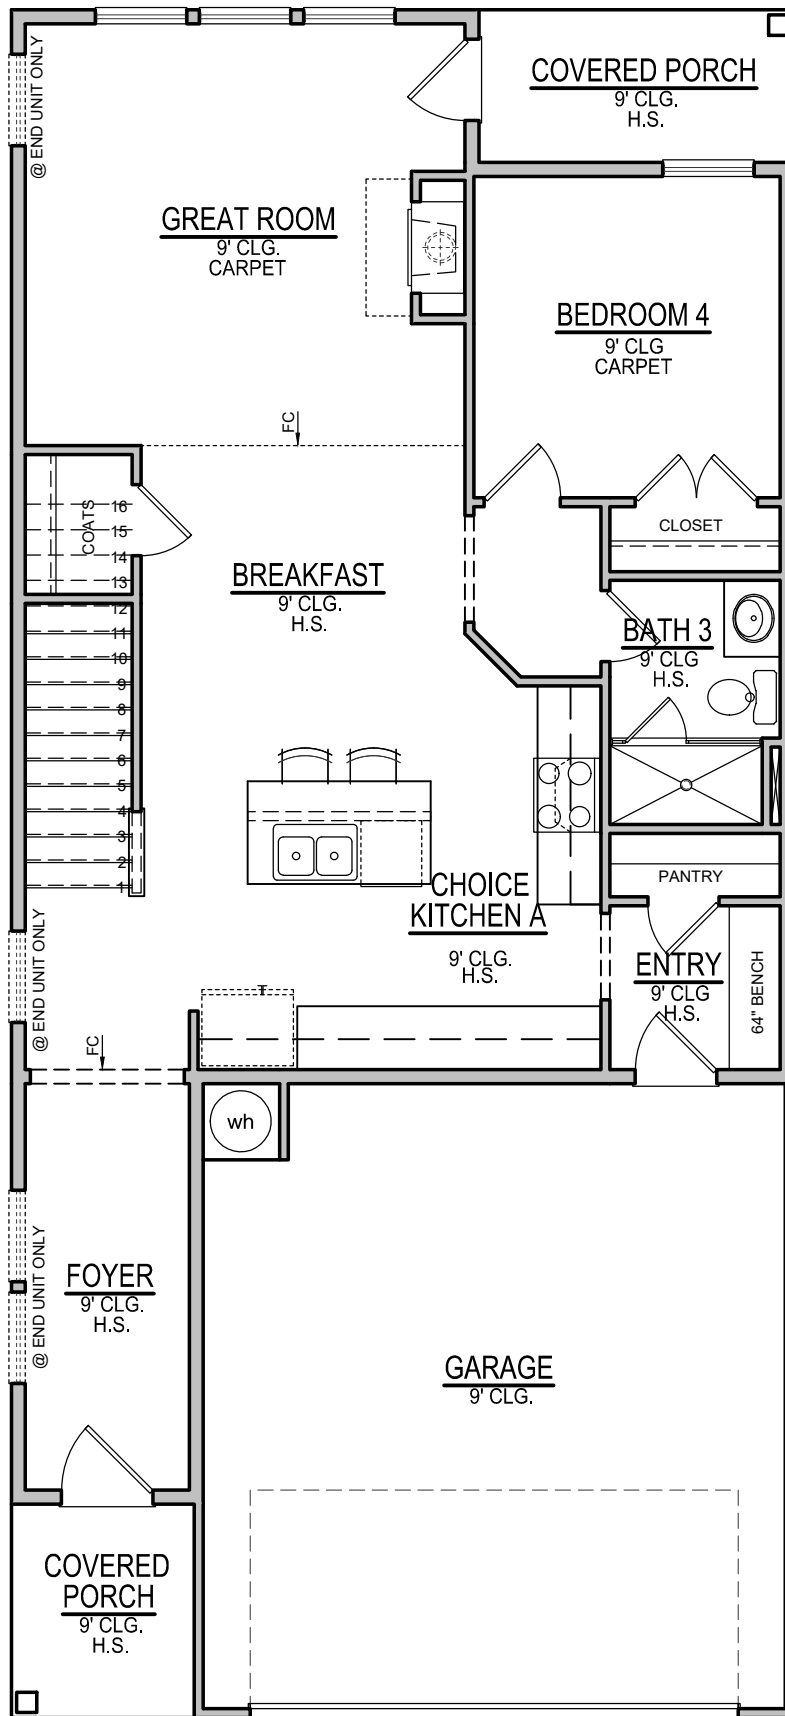 @ END UNIT ONLY
COVERED PORCH
9' CLG.
H.S.
GREAT ROOM
9' CLG.
CARPET
BEDROOM 4
9' CLG
CARPET
FC
COATS
16
15
14
13
12
11
10
9
8
7
6
5
4
3
2
1
CLOSET
BREAKFAST
9' CLG.
H.S.
BATH 3
9' CLG
H.S.
PANTRY
CHOICE
KITCHEN A
9' CLG.
H.S.
ENTRY
9' CLG
H.S.
64" BENCH
@ END UNIT ONLY
T
FC
wh
@ END UNIT ONLY
FOYER
9' CLG.
H.S.
GARAGE
9' CLG.
COVERED
PORCH
9' CLG.
H.S.